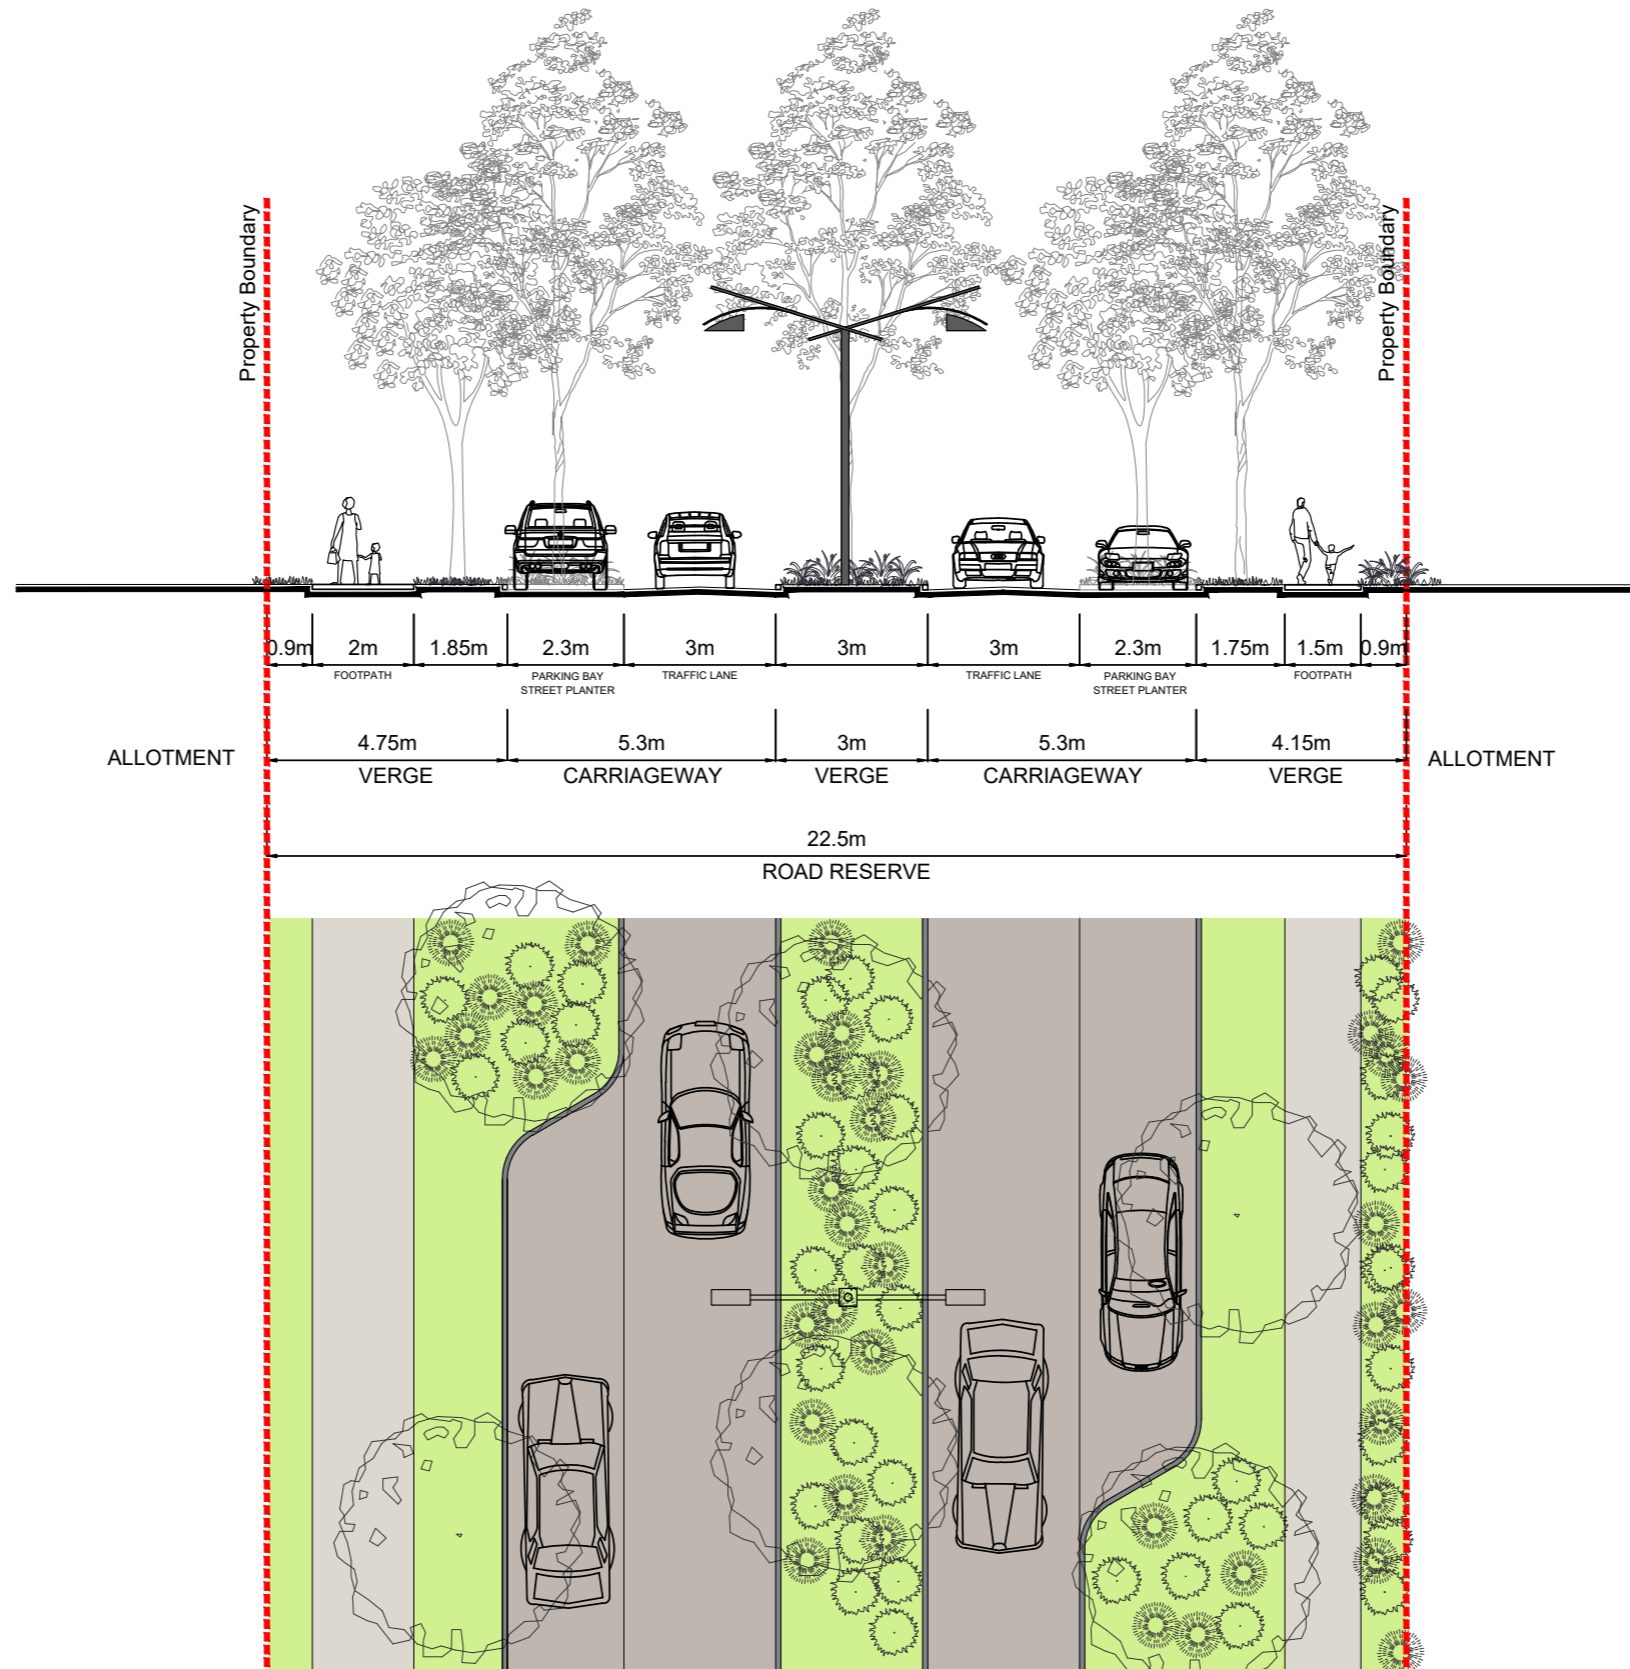 Property Boundary
Property Boundary
0.9m 2m 1.85m 2.3m 3m 3m 3m 2.3m 1.75m 1.5m 0.9m
FOOTPATH PARKING BAY TRAFFIC LANE TRAFFIC LANE PARKING BAY FOOTPATH
STREET PLANTER STREET PLANTER
4.75m 5.3m 3m 5.3m 4.15m
ALLOTMENT VERGE CARRIAGEWAY VERGE CARRIAGEWAY VERGE ALLOTMENT
22.5m
ROAD RESERVE